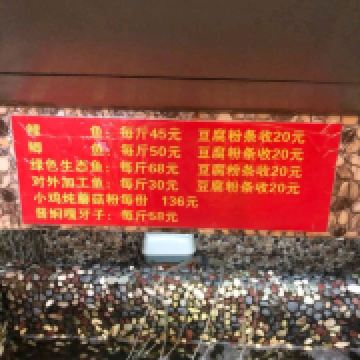 鱼：每斤45元 豆腐粉条收20元
鱼：每斤50元 豆腐粉条收20元
绿色生态鱼：每斤68元 豆腐粉条收20元
对外加工鱼：每斤30元 豆腐粉条收20元
小鸡炖蘑菇粉每份 136元
酱焖嘎牙子：每斤58元